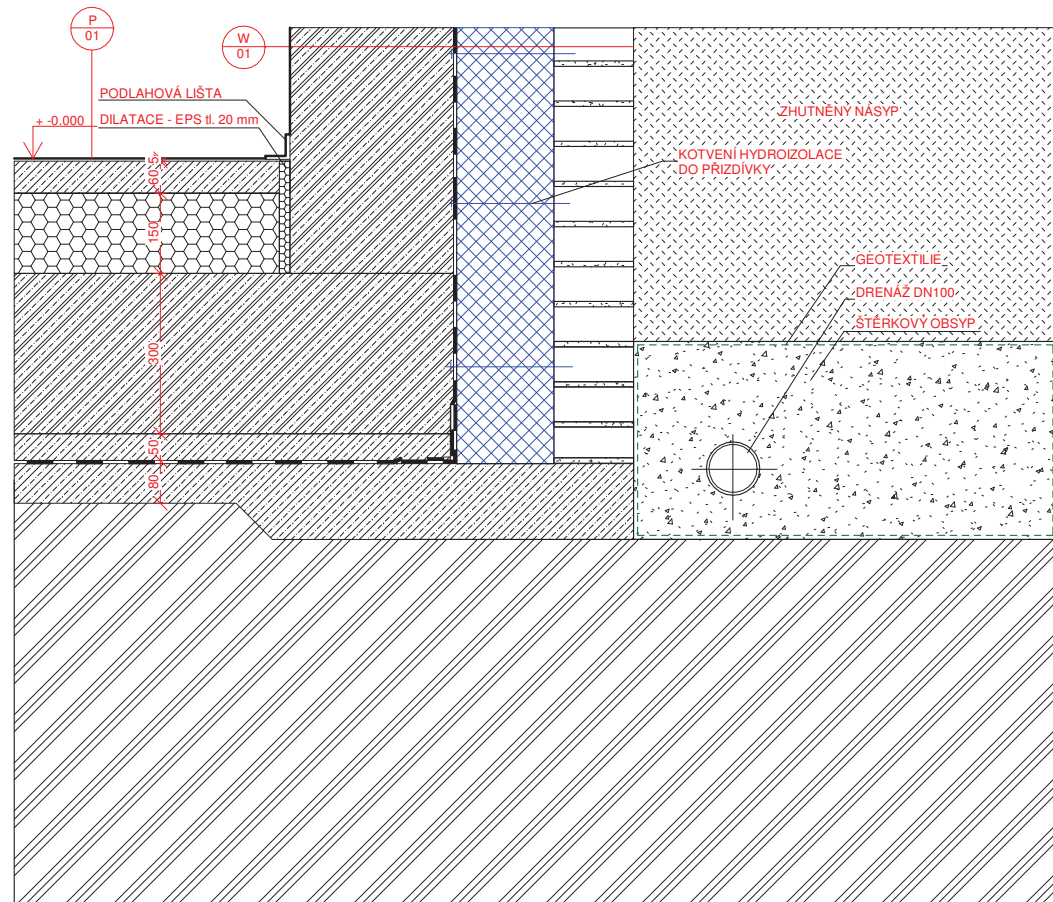 P
01
W
01
PODLAHOVÁ LIŠTA
+ -0.000
DILATACE - EPS tl. 20 mm
ZHUTNĚNÝ NÁSYP
KOTVENÍ HYDROIZOLACE
DO PŘIZDÍVKY
60.5
150
GEOTEXTILIE
DRENÁŽ DN100
ŠTĚRKOVÝ OBSYP
300
50
80